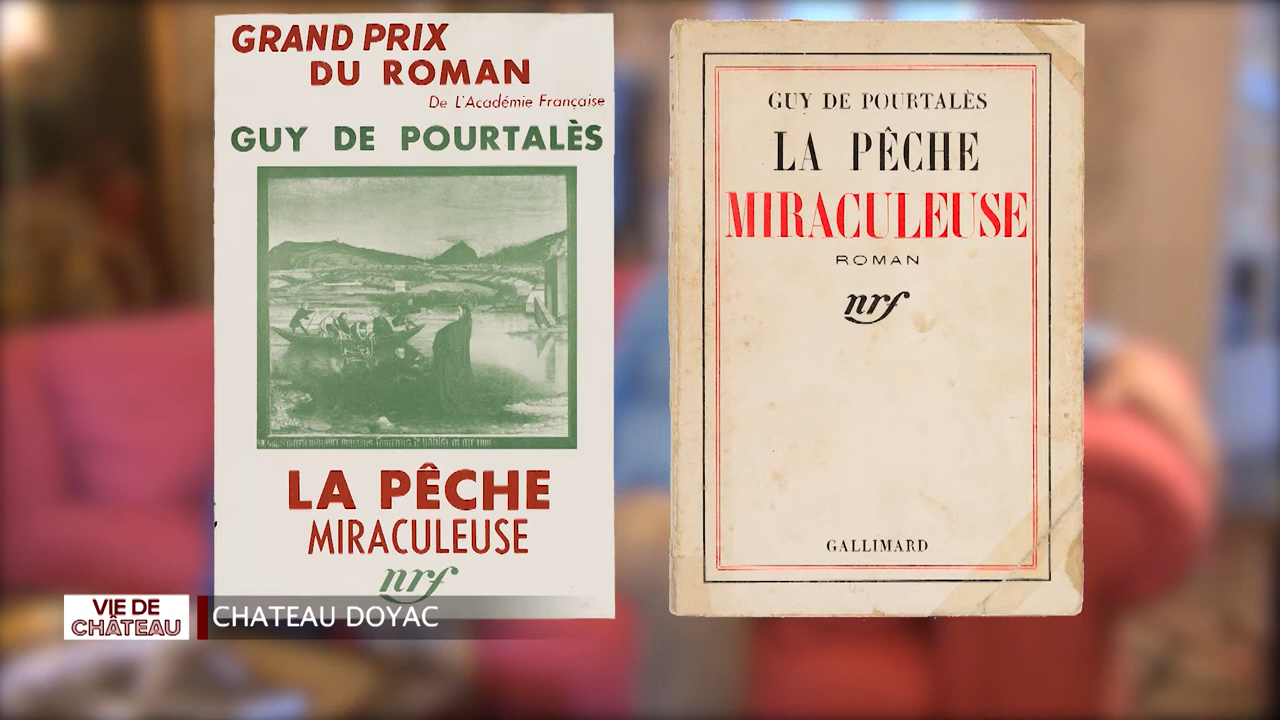 GRAND PRIX
DU ROMAN
De L'Académie Française
GUY DE POURTALÈS
LA PÊCHE
MIRACULEUSE
nrf
GUY DE POURTALÈS
LA PÊCHE
MIRACULEUSE
ROMAN
nrf
GALLIMARD
VIE DE
CHÂTEAU
CHATEAU DOYAC